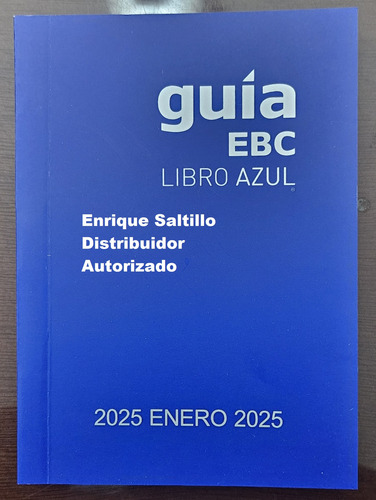 guía
EBC
LIBRO AZUL
Enrique Saltillo
Distribuidor
Autorizado
2025 ENERO 2025